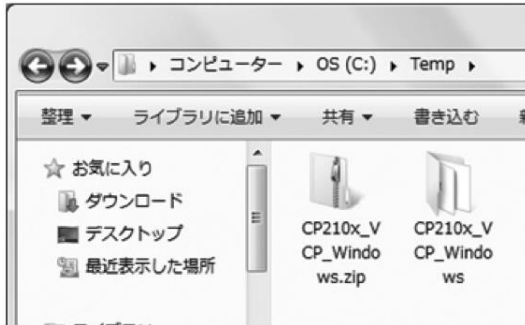 コンピューター ▸ OS (C:) ▸ Temp ▸
整理 ▼ ライブラリに追加 ▼ 共有 ▼ 書き込む
お気に入り
ダウンロード
デスクトップ
最近表示した場所
CP210x_V
CP_Windo
ws.zip
CP210x_V
CP_Windo
ws